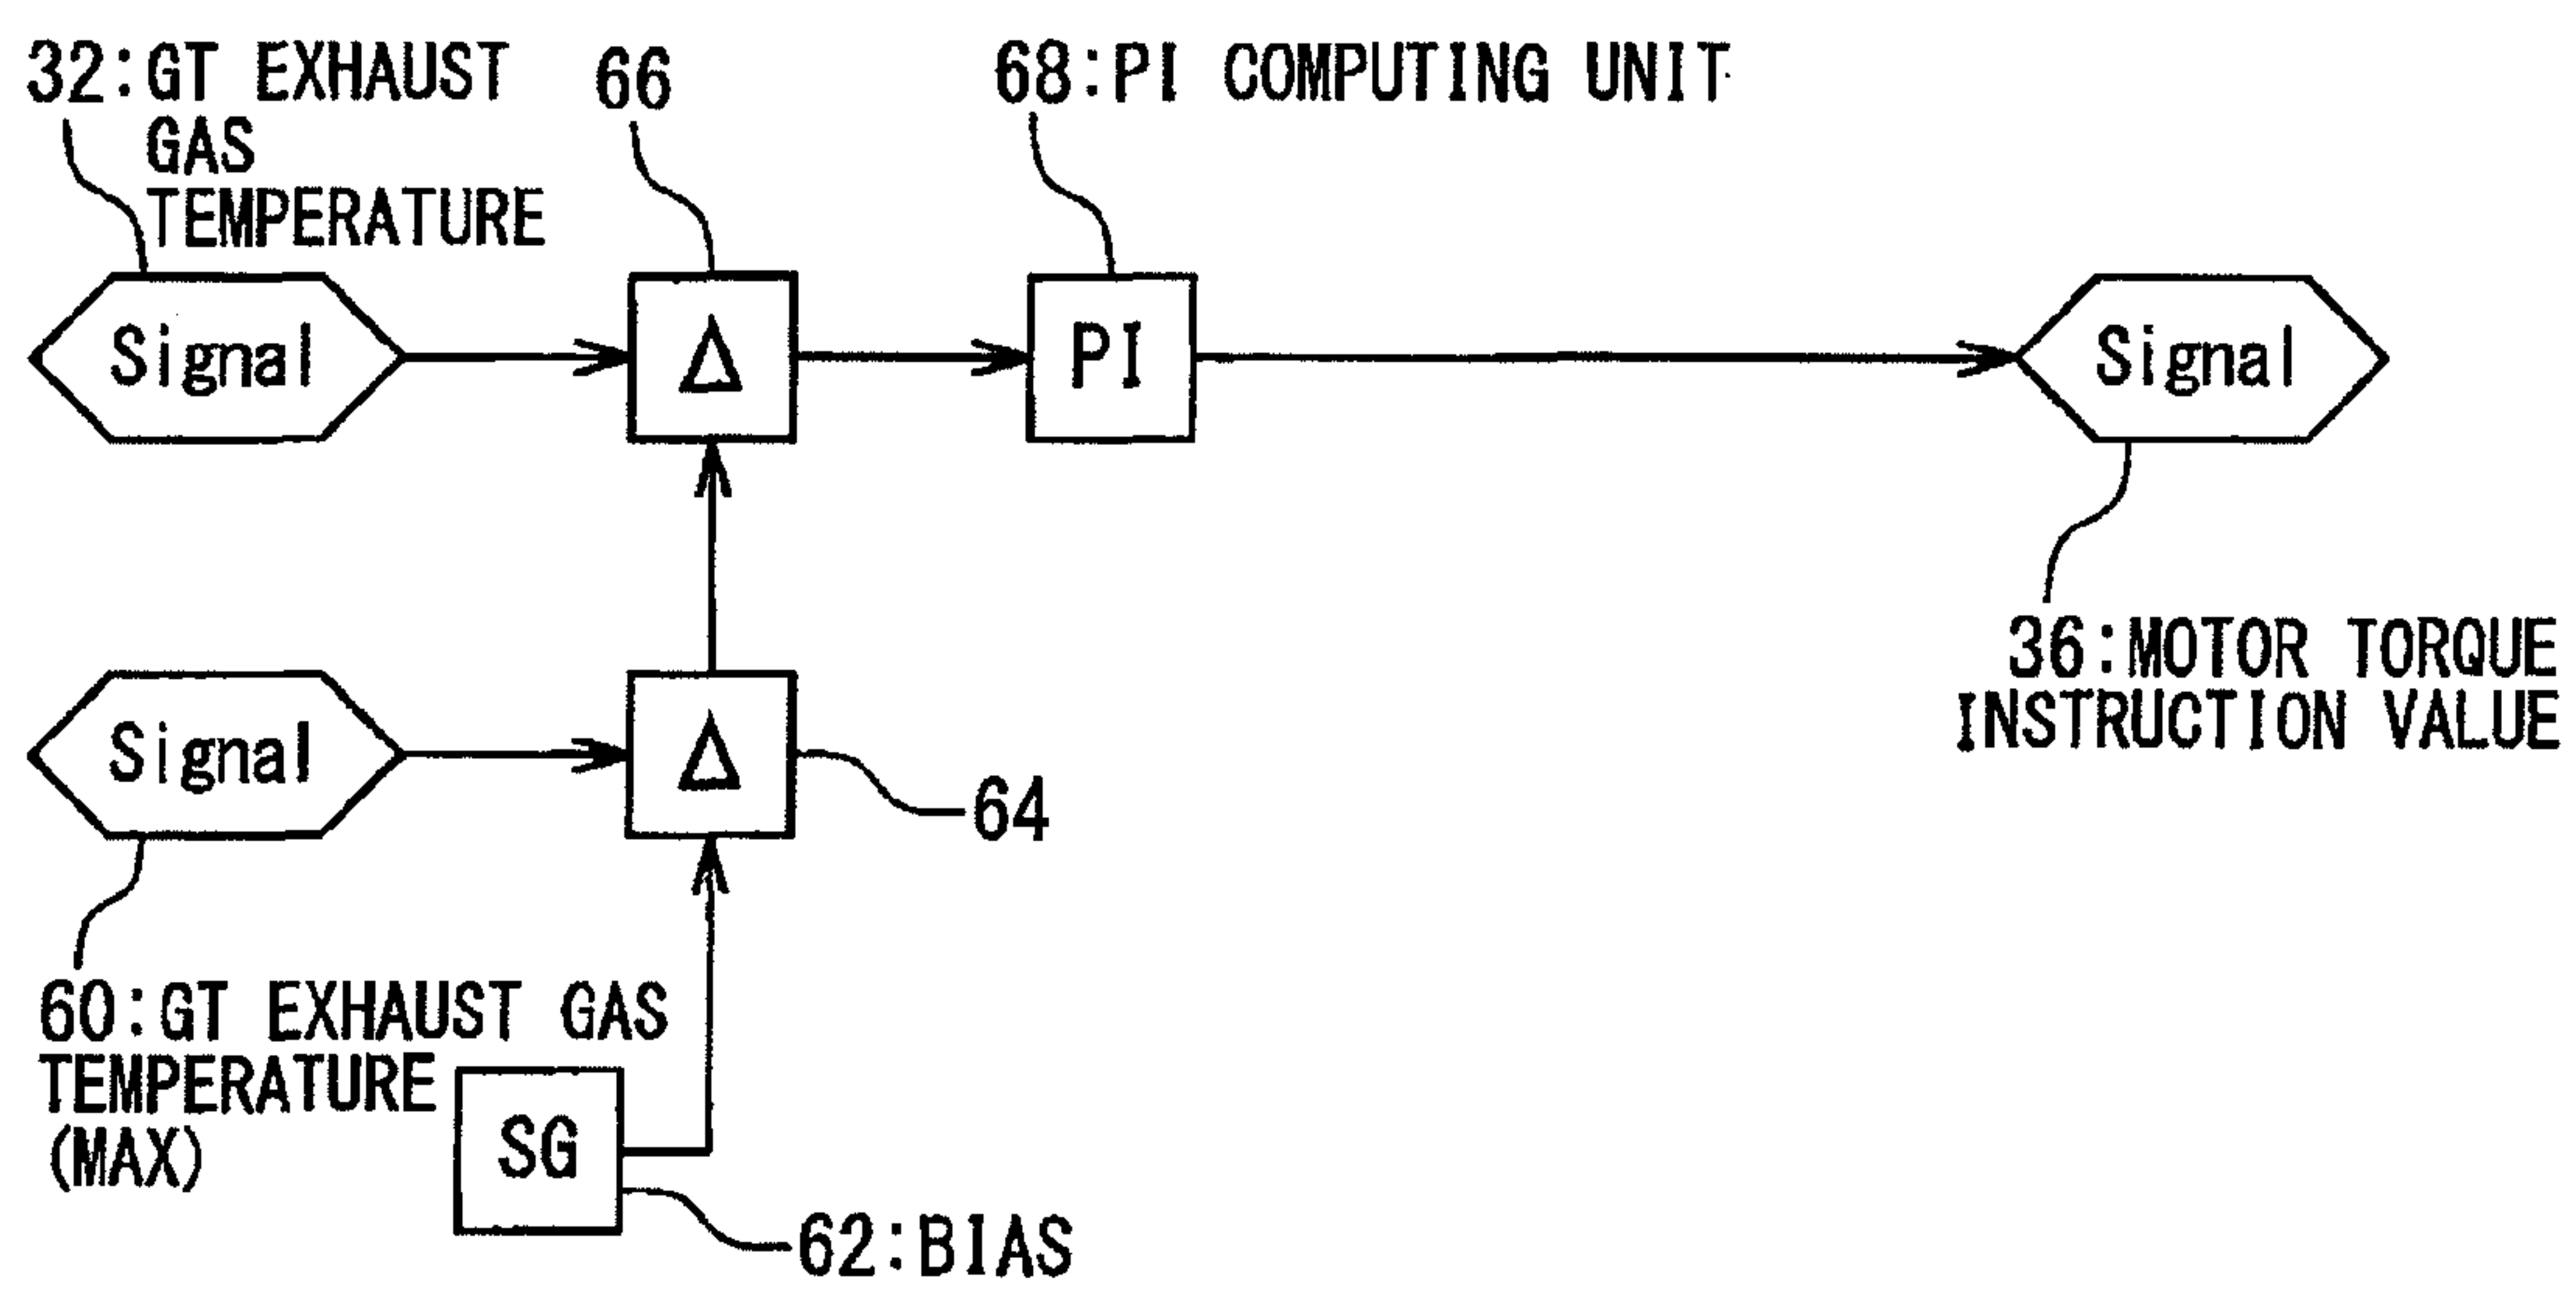 32:GT EXHAUST
GAS
TEMPERATURE
66
68:PI COMPUTING UNIT
Signal
Δ
PI
Signal
36:MOTOR TORQUE
INSTRUCTION VALUE
Signal
Δ
64
60:GT EXHAUST GAS
TEMPERATURE
(MAX)
SG
62:BIAS